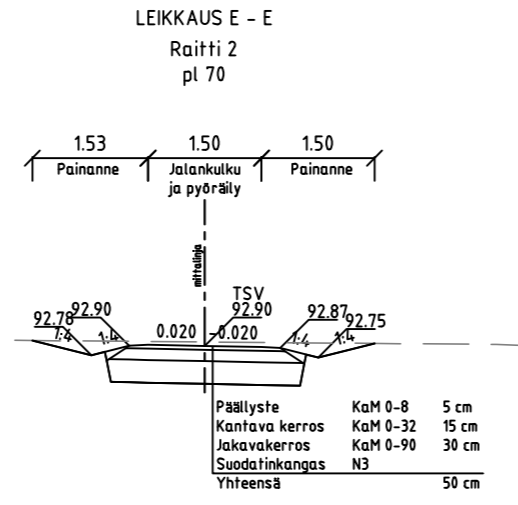 LEIKKAUS E - E
Raitti 2
pl 70
1.53 1.50 1.50
Painanne Jalankulku Painanne
ja pyöräily
mittalinja
TSV
92.78 92.90 92.90 92.87 92.75
1:4 1:4 0.020 -0.020 1:4 1:4
Päällyste KaM 0-8 5 cm
Kantava kerros KaM 0-32 15 cm
Jakavakerros KaM 0-90 30 cm
Suodatinkangas N3
Yhteensä 50 cm